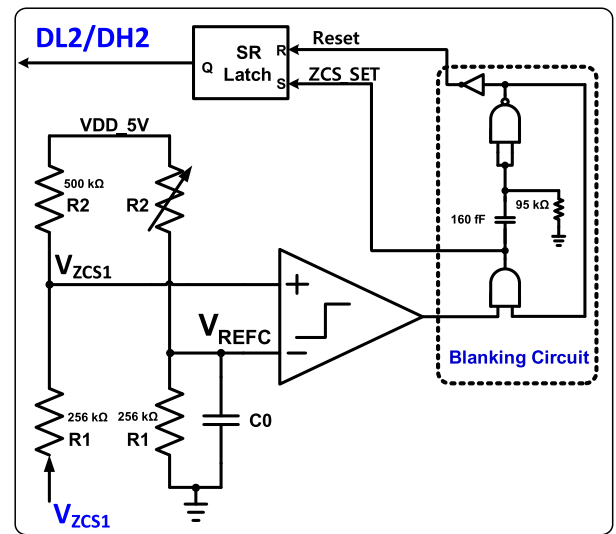 DL2/DH2
SR
Latch
Q
R
S
Reset
ZCS_SET
VDD_5V
500 kΩ
R2
R2
VZCS1
VREFC
+
−
160 fF
95 kΩ
Blanking Circuit
256 kΩ
R1
256 kΩ
R1
C0
VZCS1